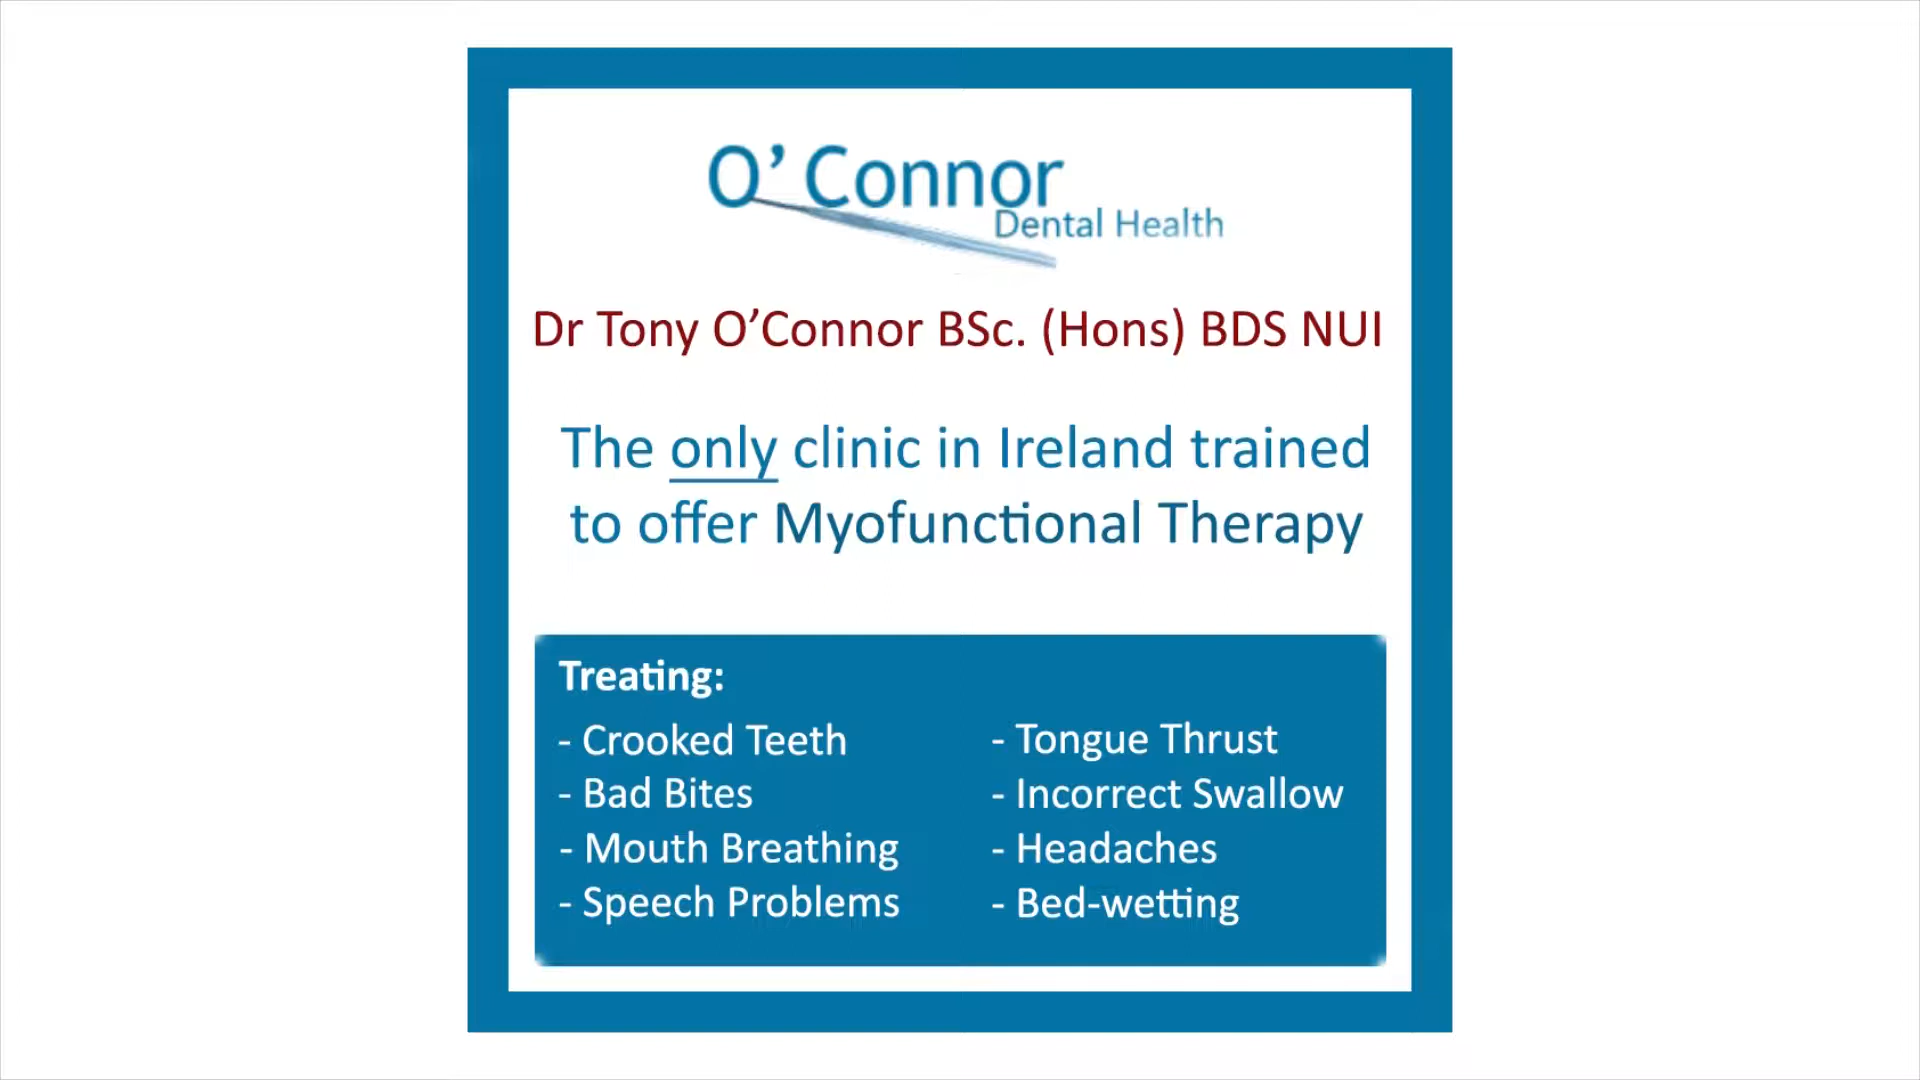 O’ Connor
Dental Health
Dr Tony O’Connor BSc. (Hons) BDS NUI
The only clinic in Ireland trained
to offer Myofunctional Therapy
Treating:
- Crooked Teeth
- Bad Bites
- Mouth Breathing
- Speech Problems
- Tongue Thrust
- Incorrect Swallow
- Headaches
- Bed-wetting